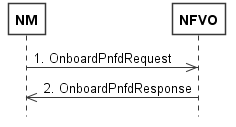 NM
NFVO
1. OnboardPnfdRequest
2. OnboardPnfdResponse